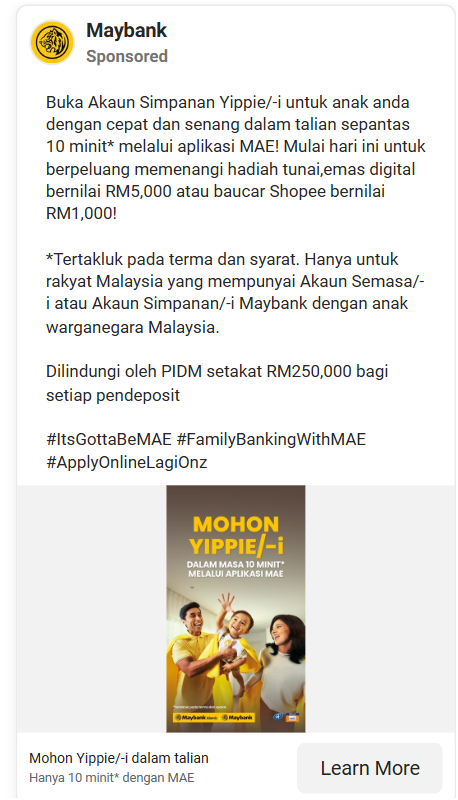 Maybank
Sponsored
Buka Akaun Simpanan Yippie/-i untuk anak anda
dengan cepat dan senang dalam talian sepantas
10 minit* melalui aplikasi MAE! Mulai hari ini untuk
berpeluang memenangi hadiah tunai,emas digital
bernilai RM5,000 atau baucar Shopee bernilai
RM1,000!
*Tertakluk pada terma dan syarat. Hanya untuk
rakyat Malaysia yang mempunyai Akaun Semasa/-
i atau Akaun Simpanan/-i Maybank dengan anak
warganegara Malaysia.
Dilindungi oleh PIDM setakat RM250,000 bagi
setiap pendeposit
#ItsGottaBeMAE #FamilyBankingWithMAE
#ApplyOnlineLagiOnz
MOHON
YIPPIE/-i
DALAM MASA 10 MINIT*
MELALUI APLIKASI MAE
Maybank Islamic Maybank
Mohon Yippie/-i dalam talian
Hanya 10 minit* dengan MAE
Learn More